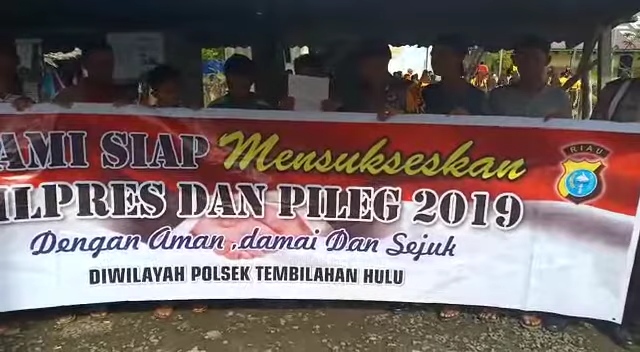 AMI SIAP Mensukseskan
ILPRES DAN PILEG 2019
Dengan Aman ,damai Dan Sejuk
DIWILAYAH POLSEK TEMBILAHAN HULU
RIAU